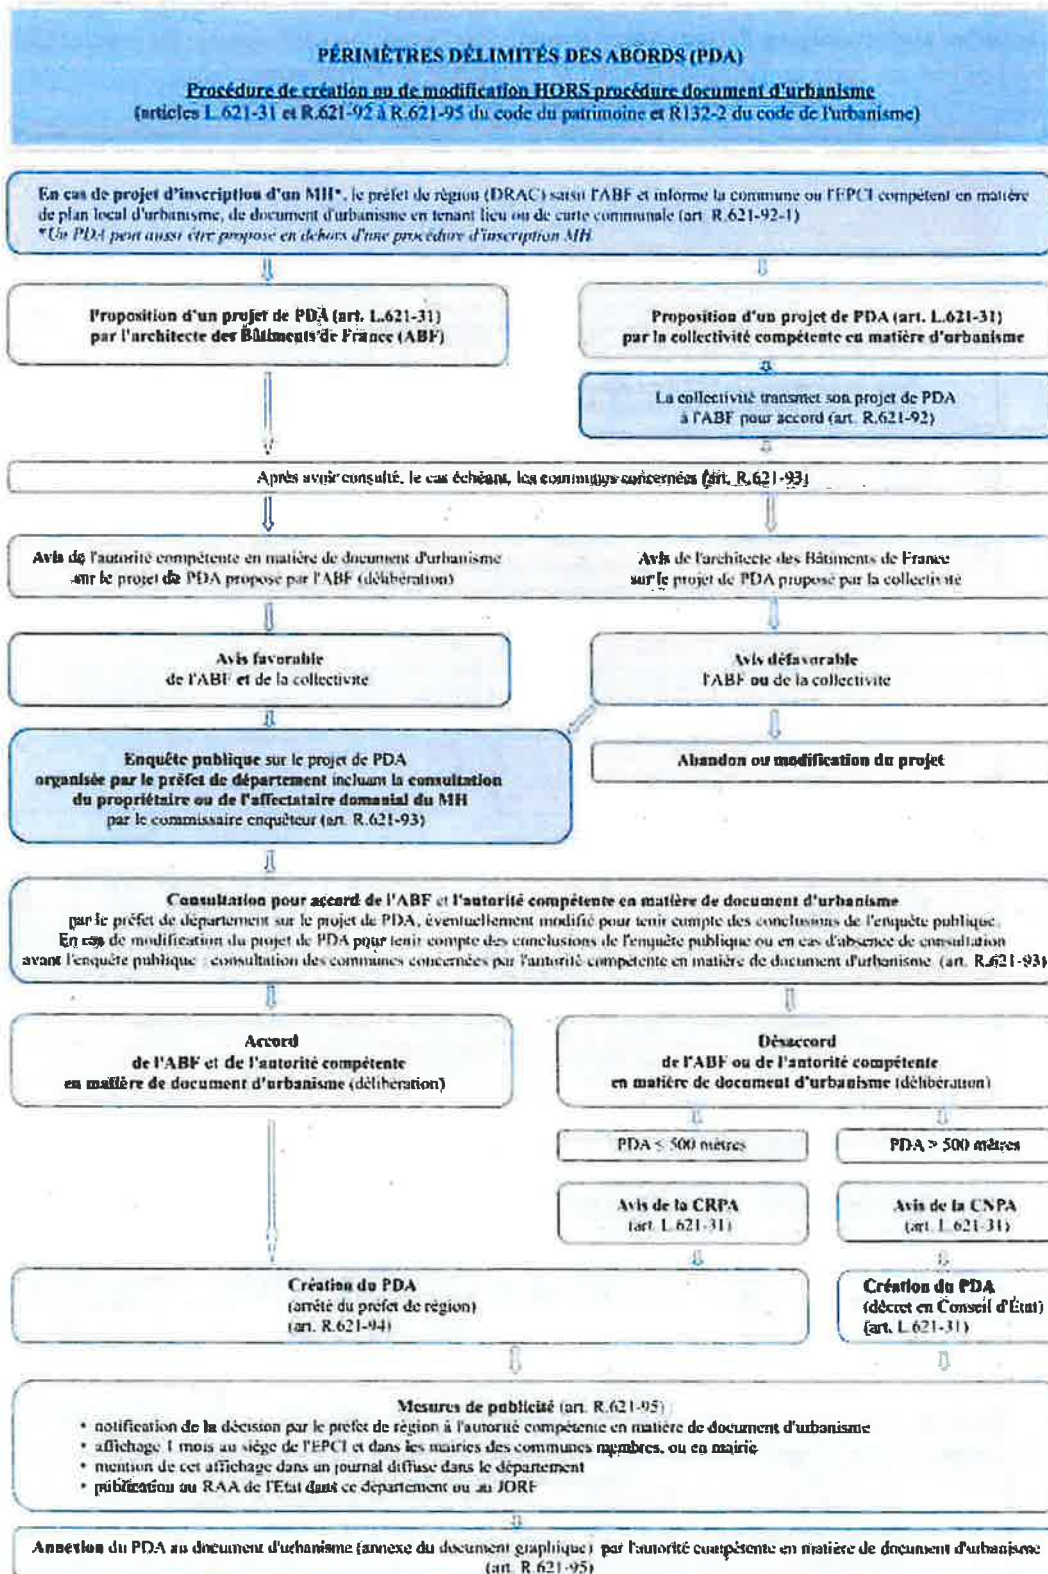 PÉRIMÈTRES DÉLIMITÉS DES ABORDS (PDA)
Procédure de création ou de modification HORS procédure document d'urbanisme
(articles L.621-31 et R.621-92 à R.621-95 du code du patrimoine et R132-2 du code de l'urbanisme)
En cas de projet d'inscription d'un MH*, le préfet de région (DRAC) saisit l'ABF et informe la commune ou l'EPCI compétent en matière
de plan local d'urbanisme, de document d'urbanisme en tenant lieu ou de carte communale (art. R.621-92-1)
*Un PDA peut aussi être proposé en dehors d'une procédure d'inscription MH
Proposition d'un projet de PDA (art. L.621-31)
par l'architecte des Bâtiments de France (ABF)
Proposition d'un projet de PDA (art. L.621-31)
par la collectivité compétente en matière d'urbanisme
La collectivité transmet son projet de PDA
à l'ABF pour accord (art. R.621-92)
Après avoir consulté, le cas échéant, les communes concernées (art. R.621-93)
Avis de l'autorité compétente en matière de document d'urbanisme
sur le projet de PDA proposé par l'ABF (délibération)
Avis de l'architecte des Bâtiments de France
sur le projet de PDA proposé par la collectivité
Avis favorable
de l'ABF et de la collectivité
Avis défavorable
l'ABF ou de la collectivité
Enquête publique sur le projet de PDA
organisée par le préfet de département incluant la consultation
du propriétaire ou de l'affectataire domanial du MH
par le commissaire enquêteur (art. R.621-93)
Abandon ou modification du projet
Consultation pour accord de l'ABF et l'autorité compétente en matière de document d'urbanisme
par le préfet de département sur le projet de PDA, éventuellement modifié pour tenir compte des conclusions de l'enquête publique.
En cas de modification du projet de PDA pour tenir compte des conclusions de l'enquête publique ou en cas d'absence de consultation
avant l'enquête publique : consultation des communes concernées par l'autorité compétente en matière de document d'urbanisme (art. R.621-93)
Accord
de l'ABF et de l'autorité compétente
en matière de document d'urbanisme (délibération)
Désaccord
de l'ABF ou de l'autorité compétente
en matière de document d'urbanisme (délibération)
PDA < 500 mètres
PDA > 500 mètres
Avis de la CRPA
(art. L.621-31)
Avis de la CNPA
(art. L.621-31)
Création du PDA
(arrêté du préfet de région)
(art. R.621-94)
Création du PDA
(décret en Conseil d'État)
(art. L.621-31)
Mesures de publicité (art. R.621-95)
• notification de la décision par le préfet de région à l'autorité compétente en matière de document d'urbanisme
• affichage 1 mois au siège de l'EPCI et dans les mairies des communes membres, ou en mairie
• mention de cet affichage dans un journal diffusé dans le département
• publication au RAA de l'Etat dans ce département ou au JORF
Annexion du PDA au document d'urbanisme (annexe du document graphique) par l'autorité compétente en matière de document d'urbanisme
(art. R.621-95)